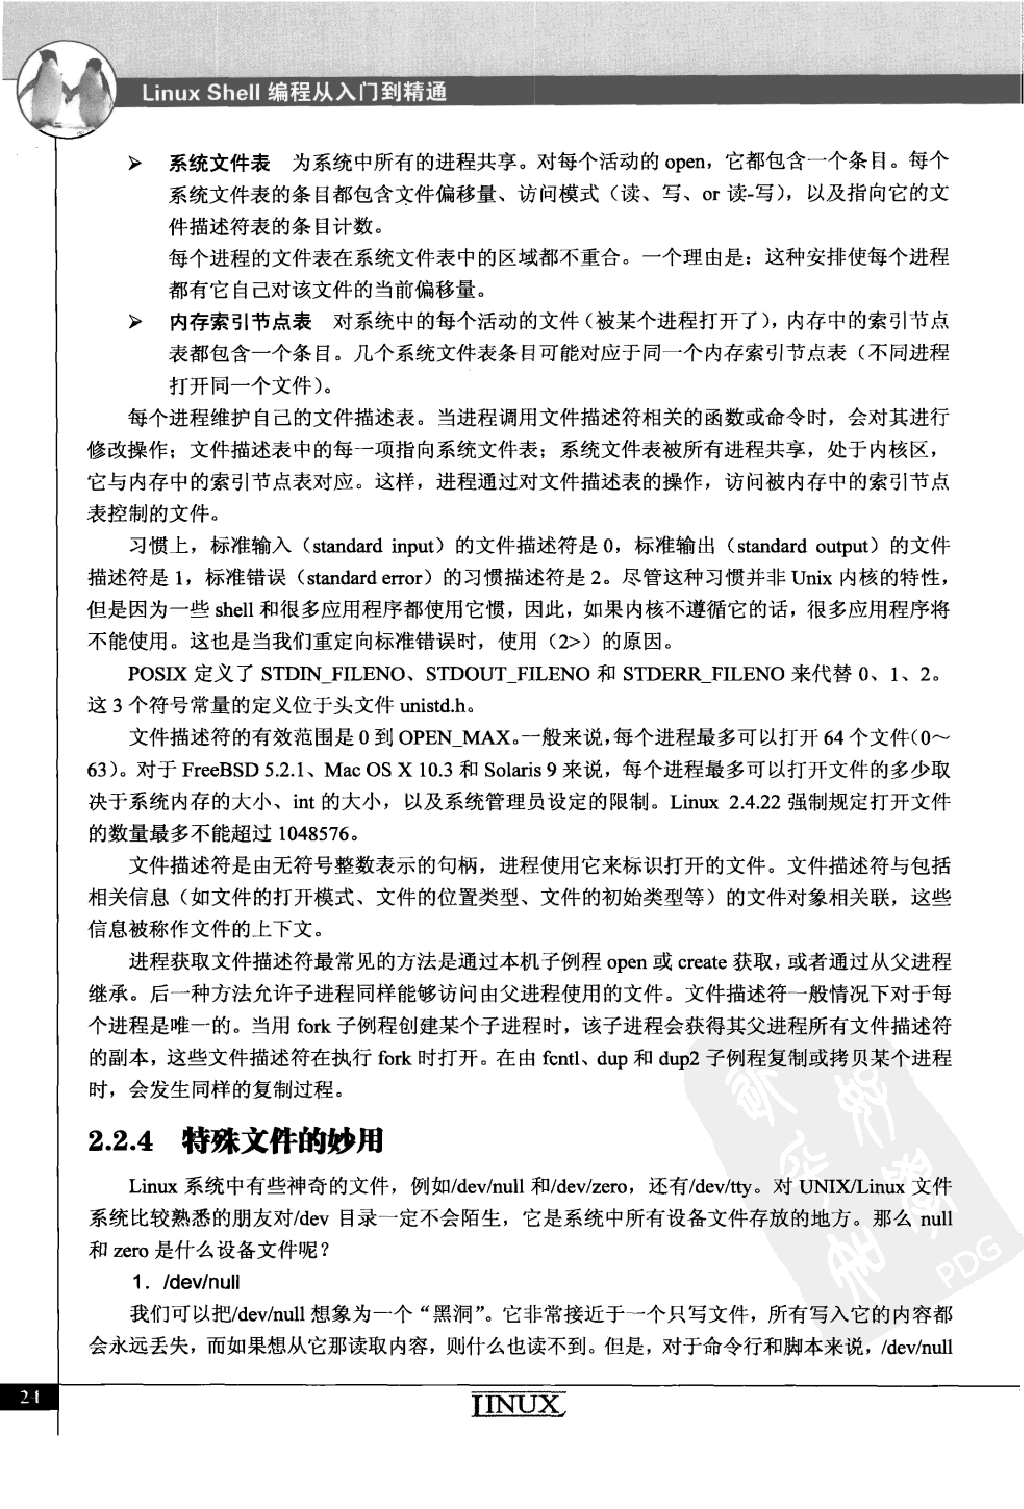 Linux Shell 编程从入门到精通
➢ 系统文件表 为系统中所有的进程共享。对每个活动的 open，它都包含一个条目。每个
系统文件表的条目都包含文件偏移量、访问模式（读、写、or 读-写），以及指向它的文
件描述符表的条目计数。
每个进程的文件表在系统文件表中的区域都不重合。一个理由是：这种安排使每个进程
都有它自己对该文件的当前偏移量。
➢ 内存索引节点表 对系统中的每个活动的文件（被某个进程打开了），内存中的索引节点
表都包含一个条目。几个系统文件表条目可能对应于同一个内存索引节点表（不同进程
打开同一个文件）。
每个进程维护自己的文件描述表。当进程调用文件描述符相关的函数或命令时，会对其进行
修改操作；文件描述表中的每一项指向系统文件表；系统文件表被所有进程共享，处于内核区，
它与内存中的索引节点表对应。这样，进程通过对文件描述表的操作，访问被内存中的索引节点
表控制的文件。
习惯上，标准输入（standard input）的文件描述符是 0，标准输出（standard output）的文件
描述符是 1，标准错误（standard error）的习惯描述符是 2。尽管这种习惯并非 Unix 内核的特性，
但是因为一些 shell 和很多应用程序都使用它惯，因此，如果内核不遵循它的话，很多应用程序将
不能使用。这也是当我们重定向标准错误时，使用（2>）的原因。
POSIX 定义了 STDIN_FILENO、STDOUT_FILENO 和 STDERR_FILENO 来代替 0、1、2。
这 3 个符号常量的定义位于头文件 unistd.h。
文件描述符的有效范围是 0 到 OPEN_MAX。一般来说，每个进程最多可以打开 64 个文件（0～
63）。对于 FreeBSD 5.2.1、Mac OS X 10.3 和 Solaris 9 来说，每个进程最多可以打开文件的多少取
决于系统内存的大小、int 的大小，以及系统管理员设定的限制。Linux 2.4.22 强制规定打开文件
的数量最多不能超过 1048576。
文件描述符是由无符号整数表示的句柄，进程使用它来标识打开的文件。文件描述符与包括
相关信息（如文件的打开模式、文件的位置类型、文件的初始类型等）的文件对象相关联，这些
信息被称作文件的上下文。
进程获取文件描述符最常见的方法是通过本机子例程 open 或 create 获取，或者通过从父进程
继承。后一种方法允许子进程同样能够访问由父进程使用的文件。文件描述符一般情况下对于每
个进程是唯一的。当用 fork 子例程创建某个子进程时，该子进程会获得其父进程所有文件描述符
的副本，这些文件描述符在执行 fork 时打开。在由 fcntl、dup 和 dup2 子例程复制或拷贝某个进程
时，会发生同样的复制过程。
2.2.4 特殊文件的妙用
Linux 系统中有些神奇的文件，例如/dev/null 和/dev/zero，还有/dev/tty。对 UNIX/Linux 文件
系统比较熟悉的朋友对/dev 目录一定不会陌生，它是系统中所有设备文件存放的地方。那么 null
和 zero 是什么设备文件呢？
1．/dev/null
我们可以把/dev/null 想象为一个“黑洞”。它非常接近于一个只写文件，所有写入它的内容都
会永远丢失，而如果想从它那读取内容，则什么也读不到。但是，对于命令行和脚本来说，/dev/null
PDG
24
LINUX